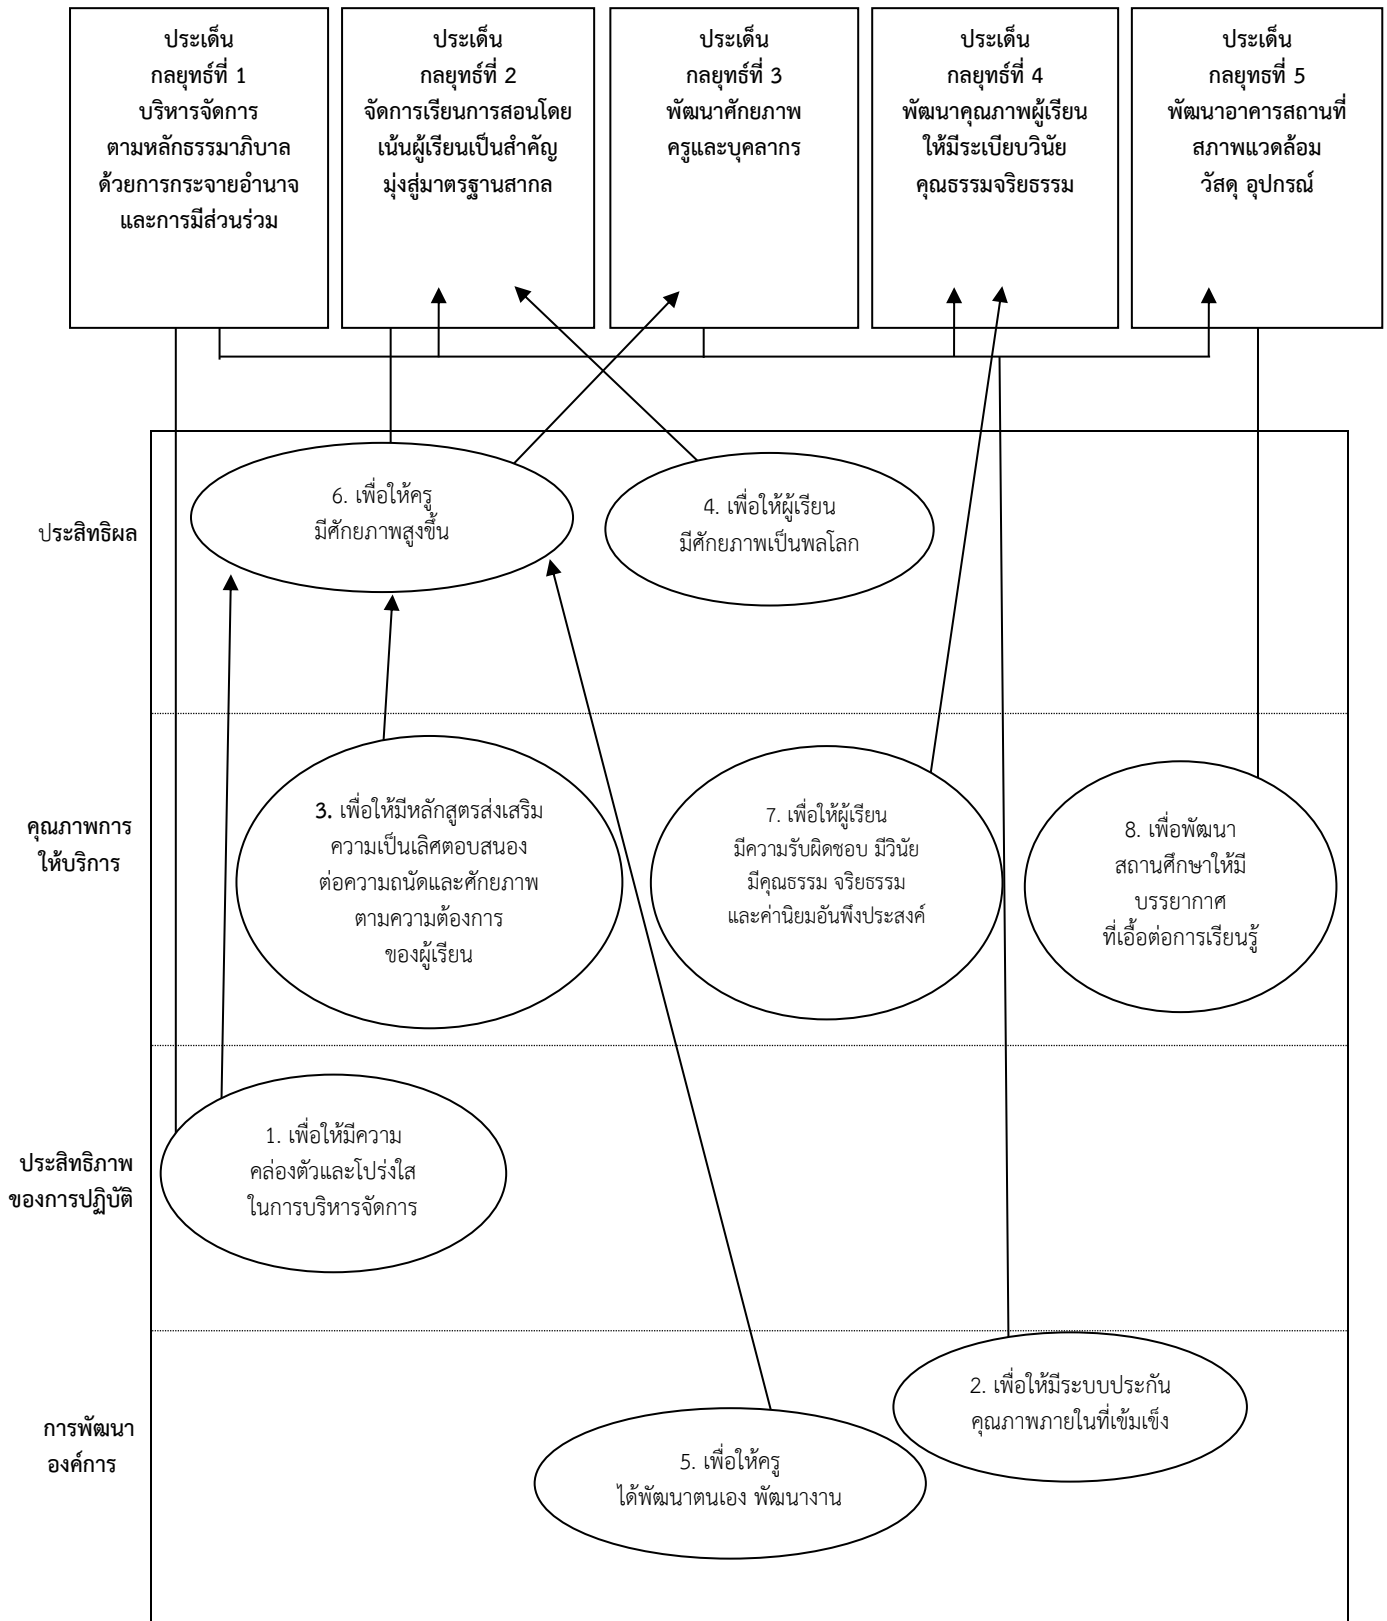 ประเด็น
กลยุทธ์ที่ 1
บริหารจัดการ
ตามหลักธรรมาภิบาล
ด้วยการกระจายอำนาจ
และการมีส่วนร่วม
ประเด็น
กลยุทธ์ที่ 2
จัดการเรียนการสอนโดย
เน้นผู้เรียนเป็นสำคัญ
มุ่งสู่มาตรฐานสากล
ประเด็น
กลยุทธ์ที่ 3
พัฒนาศักยภาพ
ครูและบุคลากร
ประเด็น
กลยุทธ์ที่ 4
พัฒนาคุณภาพผู้เรียน
ให้มีระเบียบวินัย
คุณธรรมจริยธรรม
ประเด็น
กลยุทธที่ 5
พัฒนาอาคารสถานที่
สภาพแวดล้อม
วัสดุ อุปกรณ์
ประสิทธิผล
6. เพื่อให้ครู
มีศักยภาพสูงขึ้น
4. เพื่อให้ผู้เรียน
มีศักยภาพเป็นพลโลก
คุณภาพการ
ให้บริการ
3. เพื่อให้มีหลักสูตรส่งเสริม
ความเป็นเลิศตอบสนอง
ต่อความถนัดและศักยภาพ
ตามความต้องการ
ของผู้เรียน
7. เพื่อให้ผู้เรียน
มีความรับผิดชอบ มีวินัย
มีคุณธรรม จริยธรรม
และค่านิยมอันพึงประสงค์
8. เพื่อพัฒนา
สถานศึกษาให้มี
บรรยากาศ
ที่เอื้อต่อการเรียนรู้
ประสิทธิภาพ
ของการปฏิบัติ
1. เพื่อให้มีความ
คล่องตัวและโปร่งใส
ในการบริหารจัดการ
การพัฒนา
องค์การ
5. เพื่อให้ครู
ได้พัฒนาตนเอง พัฒนางาน
2. เพื่อให้มีระบบประกัน
คุณภาพภายในที่เข้มเข็ง